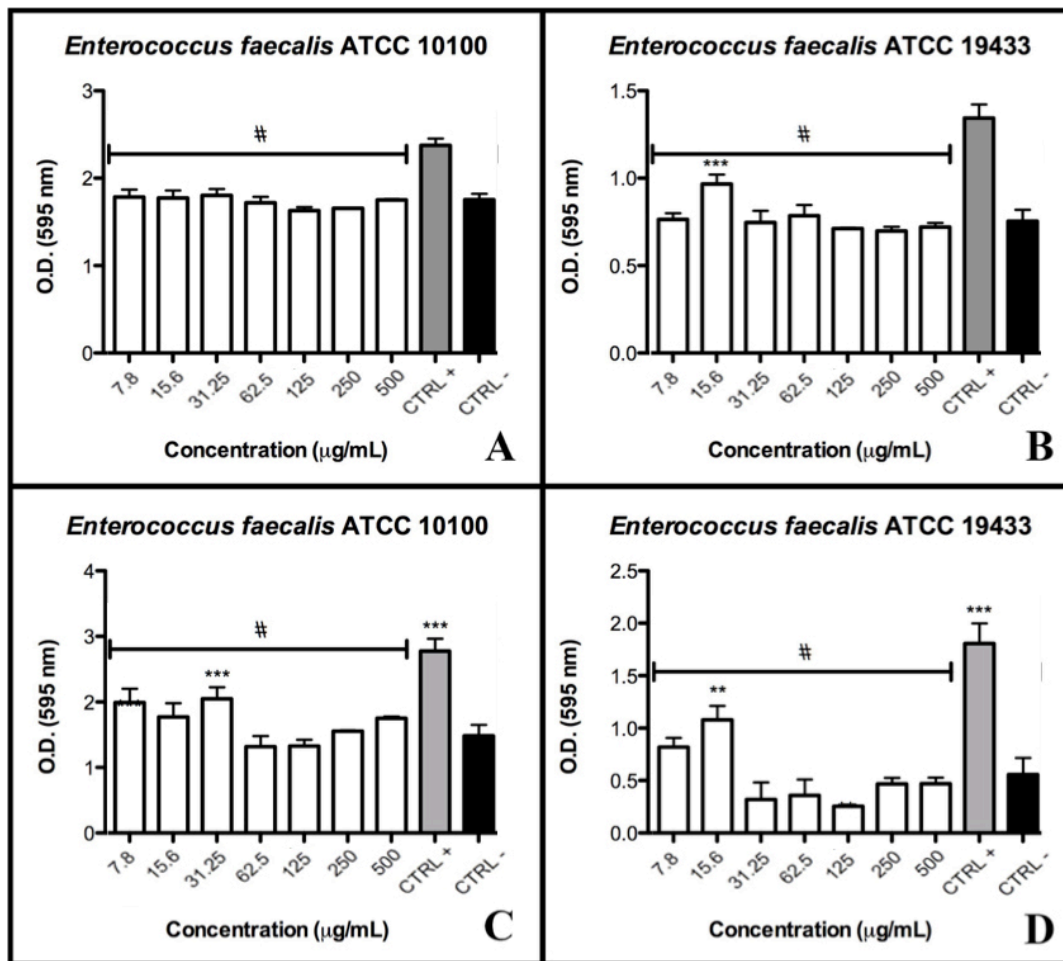 Enterococcus faecalis ATCC 10100
3
2
1
0
O.D. (595 nm)
#
7.8
15.6
31.25
62.5
125
250
500
CTRL +
CTRL -
Concentration (μg/mL)
A
Enterococcus faecalis ATCC 19433
1.5
1.0
0.5
0.0
O.D. (595 nm)
#
***
7.8
15.6
31.25
62.5
125
250
500
CTRL +
CTRL -
Concentration (μg/mL)
B
Enterococcus faecalis ATCC 10100
4
3
2
1
0
O.D. (595 nm)
#
***
***
***
7.8
15.6
31.25
62.5
125
250
500
CTRL +
CTRL -
Concentration (μg/mL)
C
Enterococcus faecalis ATCC 19433
2.5
2.0
1.5
1.0
0.5
0.0
O.D. (595 nm)
#
***
**
**
7.8
15.6
31.25
62.5
125
250
500
CTRL +
CTRL -
Concentration (μg/mL)
D